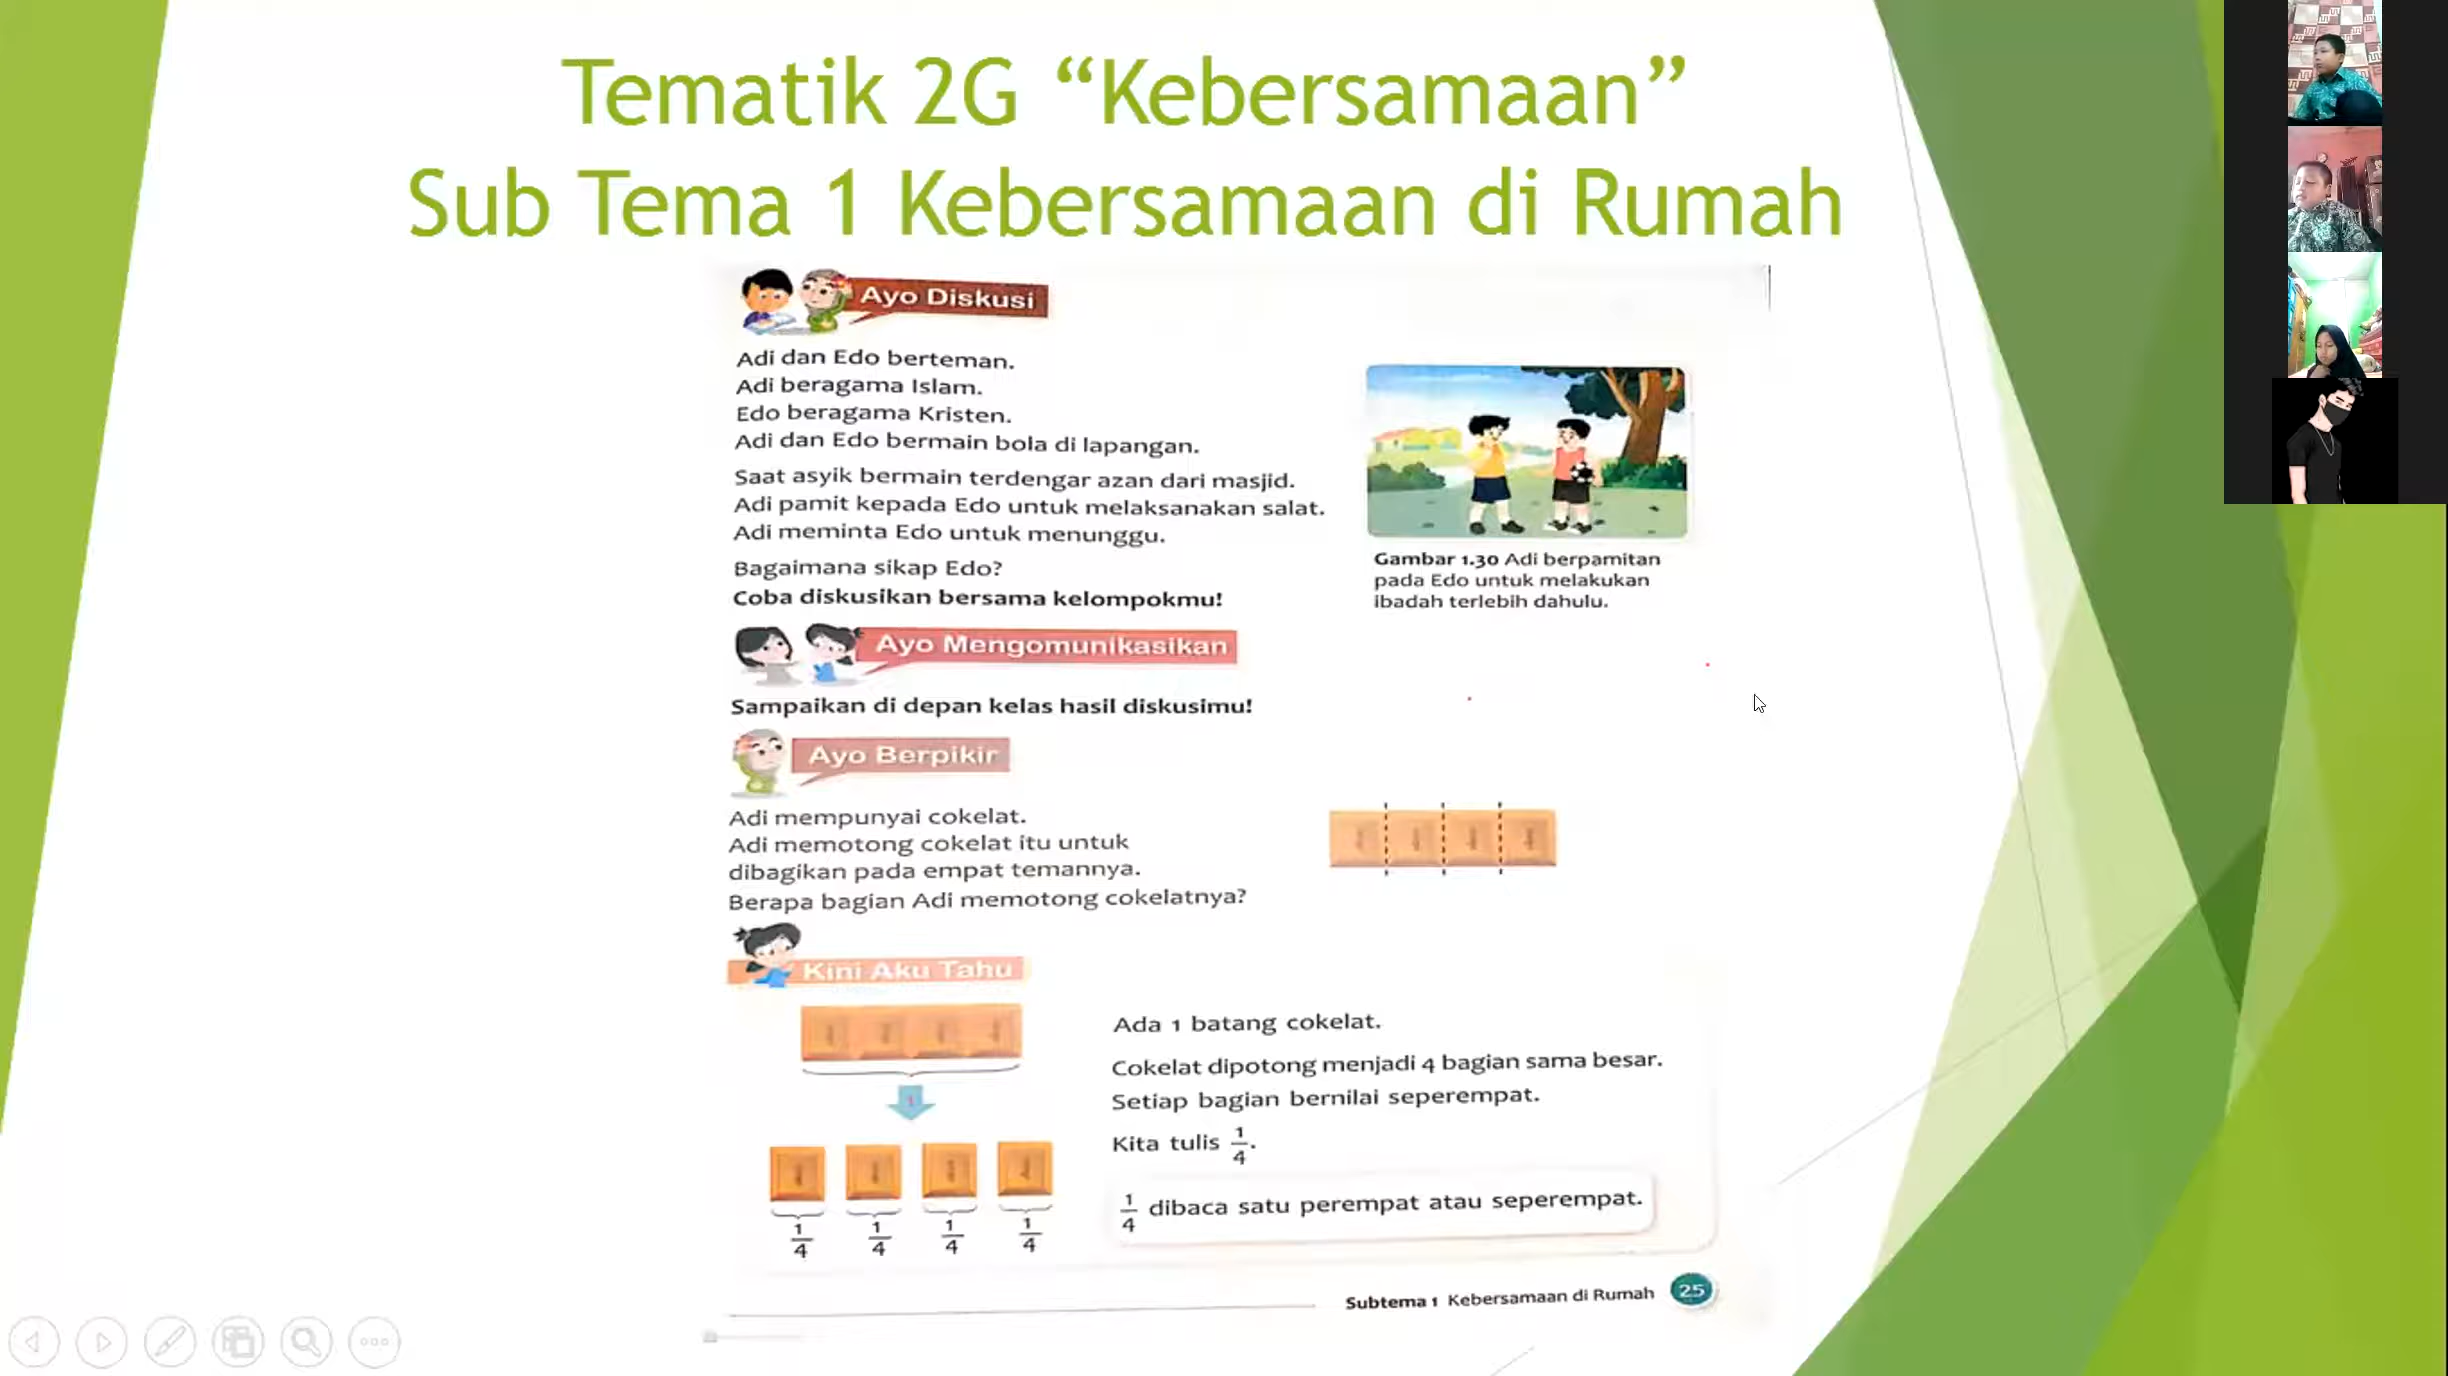 Tematik 2G “Kebersamaan”
Sub Tema 1 Kebersamaan di Rumah
Ayo Diskusi
Adi dan Edo berteman.
Adi beragama Islam.
Edo beragama Kristen.
Adi dan Edo bermain bola di lapangan.
Saat asyik bermain terdengar azan dari masjid.
Adi pamit kepada Edo untuk melaksanakan salat.
Adi meminta Edo untuk menunggu.
Bagaimana sikap Edo?
Coba diskusikan bersama kelompokmu!
Gambar 1.30 Adi berpamitan
pada Edo untuk melakukan
ibadah terlebih dahulu.
Ayo Mengomunikasikan
Sampaikan di depan kelas hasil diskusimu!
Ayo Berpikir
Adi mempunyai cokelat.
Adi memotong cokelat itu untuk
dibagikan pada empat temannya.
Berapa bagian Adi memotong cokelatnya?
Kini Aku Tahu
1
1/4 1/4 1/4 1/4
Ada 1 batang cokelat.
Cokelat dipotong menjadi 4 bagian sama besar.
Setiap bagian bernilai seperempat.
Kita tulis 1/4.
1/4 dibaca satu perempat atau seperempat.
Subtema 1 Kebersamaan di Rumah 25